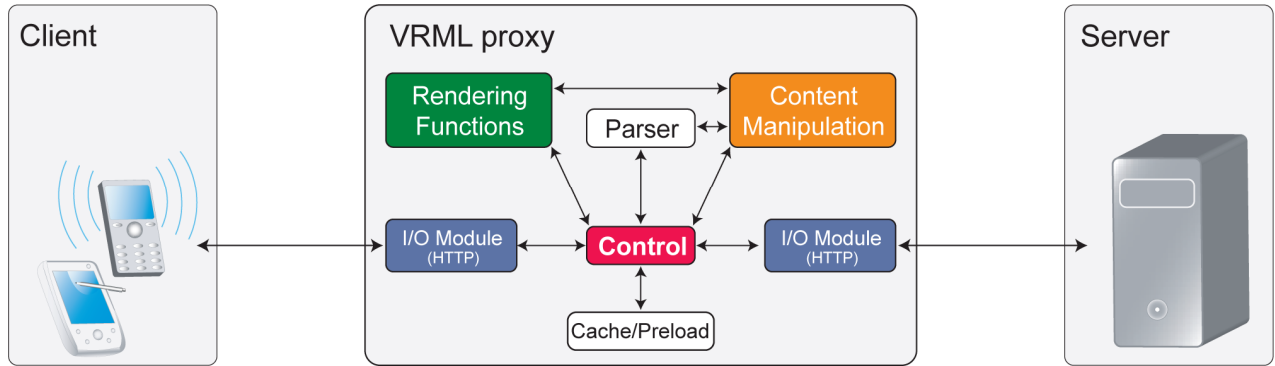 Client
VRML proxy
Server
Rendering
Functions
Content
Manipulation
Parser
I/O Module
(HTTP)
Control
I/O Module
(HTTP)
Cache/Preload